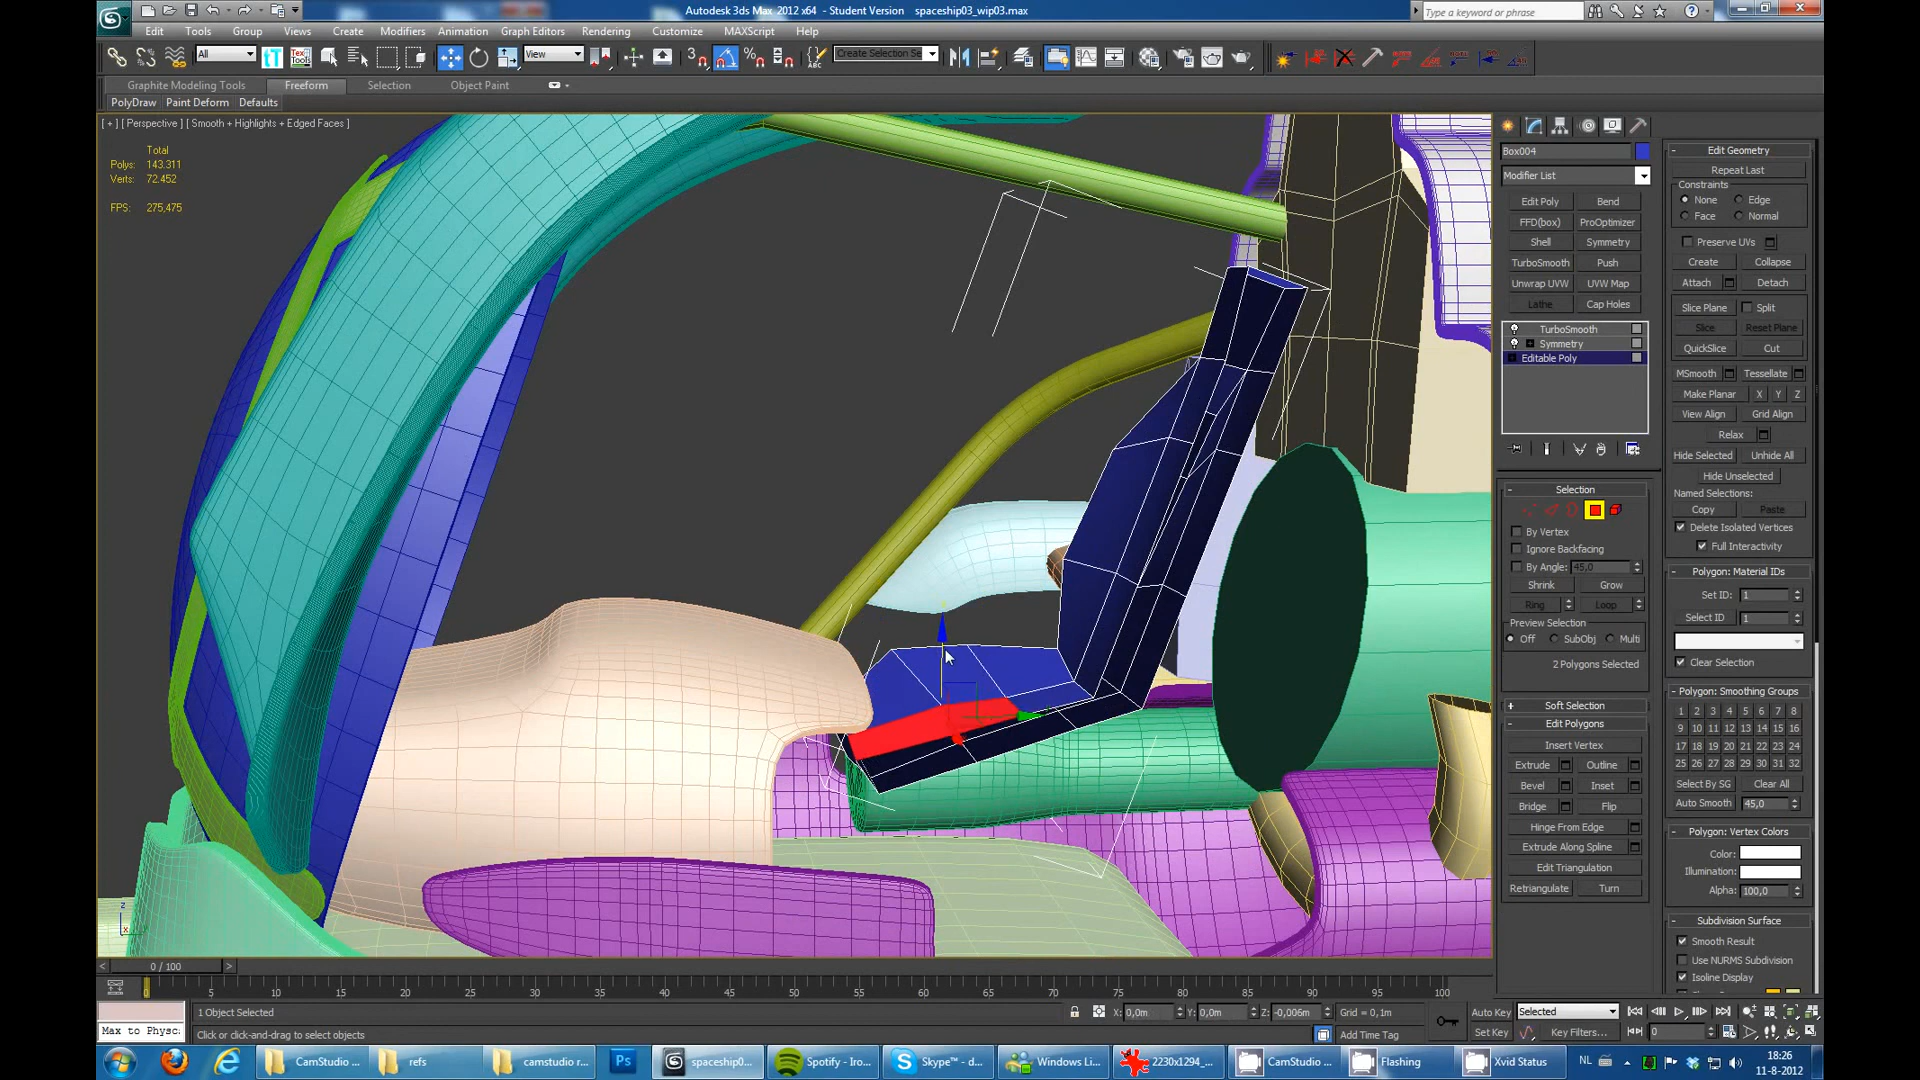 Autodesk 3ds Max 2012 x64 - Student Version spaceship03_wip03.max
Type a keyword or phrase
Edit Tools Group Views Create Modifiers Animation Graph Editors Rendering Customize MAXScript Help
All View Create Selection Se
Graphite Modeling Tools Freeform Selection Object Paint
PolyDraw Paint Deform Defaults
[ + ] [ Perspective ] [ Smooth + Highlights + Edged Faces ]
Total
Polys: 143.311
Verts: 72.452
FPS: 275,475
Box004
Modifier List
Edit Poly Bend
FFD(box) ProOptimizer
Shell Symmetry
TurboSmooth Push
Unwrap UVW UVW Map
Lathe Cap Holes
TurboSmooth
Symmetry
Editable Poly
Selection
By Vertex
Ignore Backfacing
By Angle: 45,0
Shrink Grow
Ring Loop
Preview Selection
Off SubObj Multi
2 Polygons Selected
Soft Selection
Edit Polygons
Insert Vertex
Extrude Outline
Bevel Inset
Bridge Flip
Hinge From Edge
Extrude Along Spline
Edit Triangulation
Retriangulate Turn
Edit Geometry
Repeat Last
Constraints
None Edge
Face Normal
Preserve UVs
Create Collapse
Attach Detach
Slice Plane Split
Slice Reset Plane
QuickSlice Cut
MSmooth Tessellate
Make Planar X Y Z
View Align Grid Align
Relax
Hide Selected Unhide All
Hide Unselected
Named Selections:
Copy Paste
Delete Isolated Vertices
Full Interactivity
Polygon: Material IDs
Set ID: 1
Select ID 1
Clear Selection
Polygon: Smoothing Groups
1 2 3 4 5 6 7 8
9 10 11 12 13 14 15 16
17 18 19 20 21 22 23 24
25 26 27 28 29 30 31 32
Select By SG Clear All
Auto Smooth 45,0
Polygon: Vertex Colors
Color:
Illumination:
Alpha: 100,0
Subdivision Surface
Smooth Result
Use NURMS Subdivision
Isoline Display
z
x
0 / 100
0 5 10 15 20 25 30 35 40 45 50 55 60 65 70 75 80 85 90 95 100
1 Object Selected X: 0,0m Y: 0,0m Z: -0,006m Grid = 0,1m Auto Key Selected
Max to Physc: Click or click-and-drag to select objects Add Time Tag Set Key Key Filters... 0
CamStudio ... refs camstudio r... Ps spaceship0... Spotify - Iro... Skype™ - d... Windows Li... 2230x1294_... CamStudio ... Flashing Xvid Status NL 18:26
11-8-2012